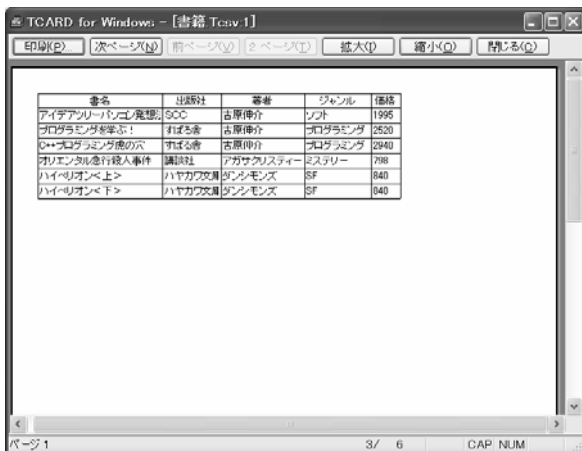 TCARD for Windows - [書籍 Tcsv:1]
印刷(P)... 次ページ(N) 前ページ(V) 2 ページ(T) 拡大(I) 縮小(O) 閉じる(C)
書名 出版社 著者 ジャンル 価格
アイデアツリーパソコン発想 SCC 古原伸介 ソフト 1995
プログラミングを学ぶ! すばる舎 古原伸介 プログラミング 2520
C++プログラミング虎の穴 すばる舎 古原伸介 プログラミング 2940
オリエンタル急行殺人事件 講談社 アガサクリスティー ミステリー 798
ハイペリオン<上> ハヤカワ文庫 ダンシモンズ SF 840
ハイペリオン<下> ハヤカワ文庫 ダンシモンズ SF 840
ページ 1 3/ 6 CAP NUM